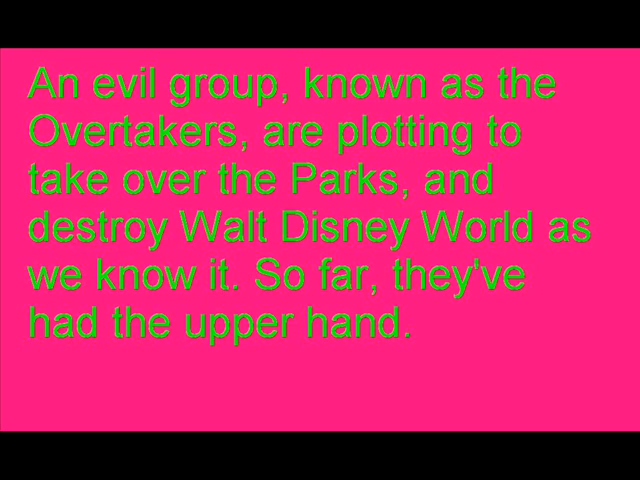 An evil group, known as the
Overtakers, are plotting to
take over the Parks, and
destroy Walt Disney World as
we know it. So far, they've
had the upper hand.